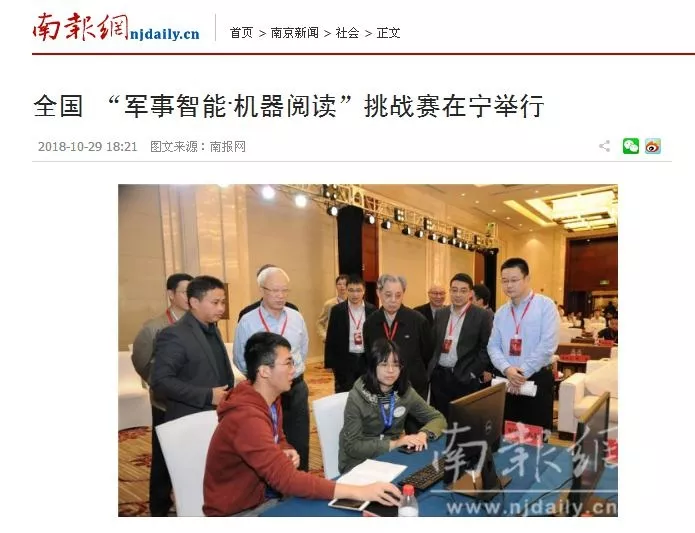 南報網njdaily.cn 首页 > 南京新闻 > 社会 > 正文
全国 “军事智能·机器阅读”挑战赛在宁举行
2018-10-29 18:21 图文来源：南报网
南報網
www.njdaily.cn